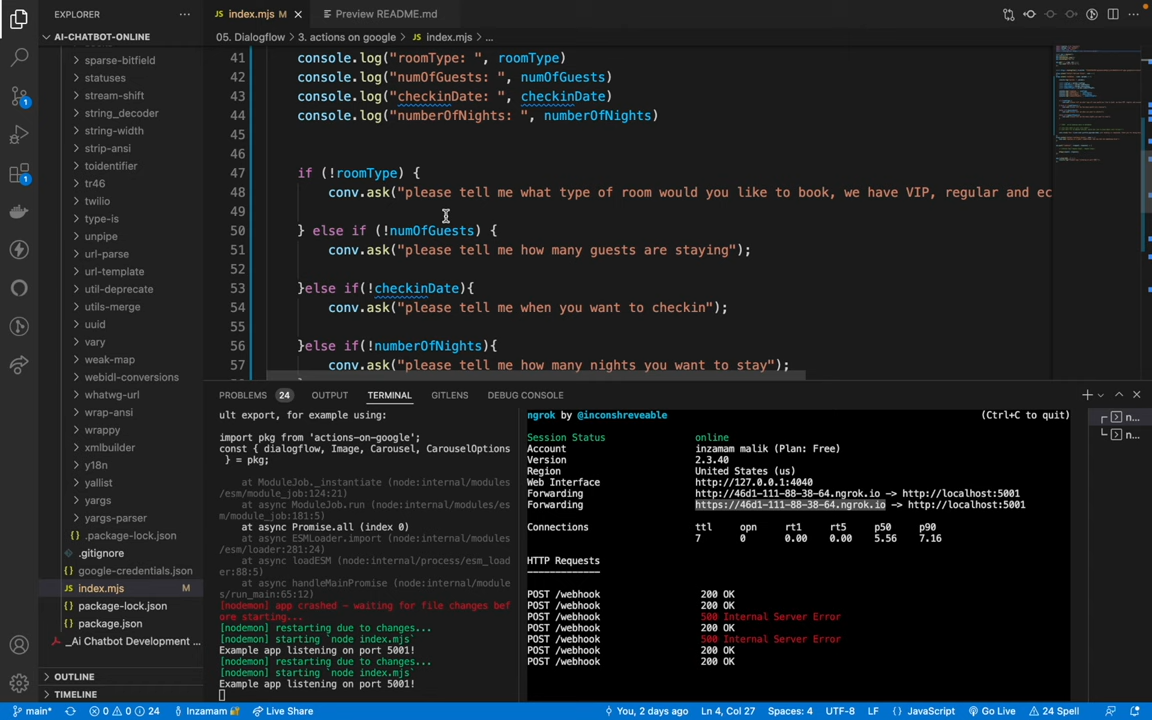 EXPLORER
index.mjs M
Preview README.md
AI-CHATBOT-ONLINE
05. Dialogflow > 3. actions on google > index.mjs > ...
sparse-bitfield
statuses
stream-shift
string_decoder
string-width
strip-ansi
toidentifier
tr46
twilio
type-is
unpipe
url-parse
url-template
url-deprecate
utils-merge
uuid
vary
weak-map
webidl-conversions
whatwg-url
wrap-ansi
wrappy
xmlbuilder
y18n
yallist
yargs
yargs-parser
.package-lock.json
.gitignore
google-credentials.json
index.mjs M
package-lock.json
package.json
_Ai Chatbot Development ...
OUTLINE
TIMELINE
41 console.log("roomType: ", roomType)
42 console.log("numOfGuests: ", numOfGuests)
43 console.log("checkinDate: ", checkinDate)
44 console.log("numberOfNights: ", numberOfNights)
45
46
47 if (!roomType) {
48 conv.ask("please tell me what type of room would you like to book, we have VIP, regular and ec
49
50 } else if (!numOfGuests) {
51 conv.ask("please tell me how many guests are staying");
52
53 }else if(!checkinDate){
54 conv.ask("please tell me when you want to checkin");
55
56 }else if(!numberOfNights){
57 conv.ask("please tell me how many nights you want to stay");
PROBLEMS 24 OUTPUT TERMINAL GITLENS DEBUG CONSOLE
ult export, for example using:
import pkg from 'actions-on-google';
const { dialogflow, Image, Carousel, CarouselOptions
} = pkg;
at ModuleJob._instantiate (node:internal/modules
/esm/module_job:124:21)
at async ModuleJob.run (node:internal/modules/es
m/module_job:181:5)
at async Promise.all (index 0)
at async ESMLoader.import (node:internal/modules
/esm/loader:281:24)
at async loadESM (node:internal/process/esm_load
er:88:5)
at async handleMainPromise (node:internal/module
s/run_main:65:12)
[nodemon] app crashed - waiting for file changes bef
ore starting...
[nodemon] restarting due to changes...
[nodemon] starting `node index.mjs`
Example app listening on port 5001!
[nodemon] restarting due to changes...
[nodemon] starting `node index.mjs`
Example app listening on port 5001!
ngrok by @inconshreveable (Ctrl+C to quit)
Session Status online
Account inzamam malik (Plan: Free)
Version 2.3.40
Region United States (us)
Web Interface http://127.0.0.1:4040
Forwarding http://46d1-111-88-38-64.ngrok.io -> http://localhost:5001
Forwarding https://46d1-111-88-38-64.ngrok.io -> http://localhost:5001
Connections ttl opn rt1 rt5 p50 p90
7 0 0.00 0.00 5.56 7.16
HTTP Requests
-------------
POST /webhook 200 OK
POST /webhook 200 OK
POST /webhook 500 Internal Server Error
POST /webhook 200 OK
POST /webhook 500 Internal Server Error
POST /webhook 200 OK
POST /webhook 200 OK
n...
n...
1
1
main* 0 0 24 Inzamam Live Share You, 2 days ago Ln 4, Col 27 Spaces: 4 UTF-8 LF JavaScript Go Live 24 Spell